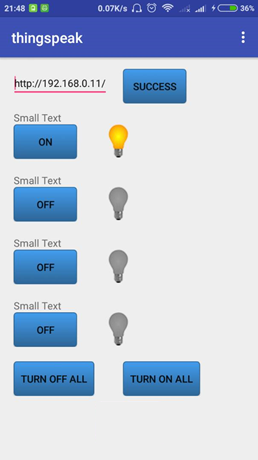 21:48 0.07K/s 36%
thingspeak
http://192.168.0.11/ SUCCESS
Small Text
ON
Small Text
OFF
Small Text
OFF
Small Text
OFF
TURN OFF ALL TURN ON ALL